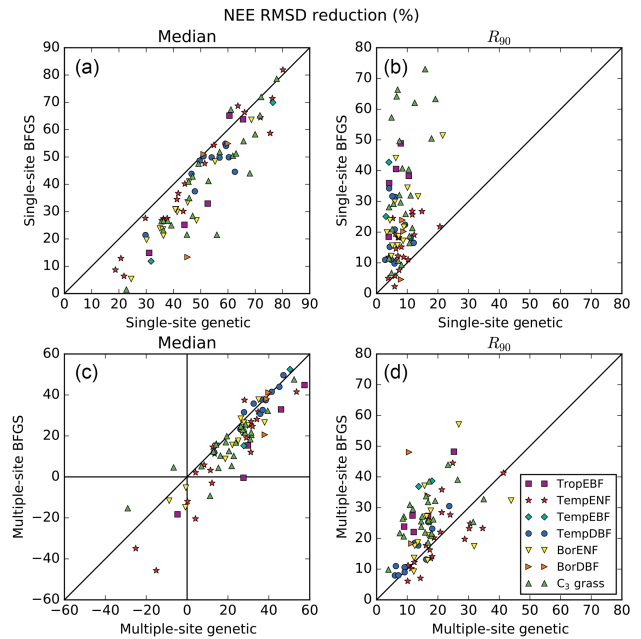 NEE RMSD reduction (%)
Median
R90
(a)
(b)
Single-site BFGS
90
80
70
60
50
40
30
20
10
0
0 10 20 30 40 50 60 70 80 90
Single-site genetic
Single-site BFGS
80
70
60
50
40
30
20
10
0
0 10 20 30 40 50 60 70 80
Single-site genetic
Median
R90
(c)
(d)
Multiple-site BFGS
60
40
20
0
−20
−40
−60
−60 −40 −20 0 20 40 60
Multiple-site genetic
Multiple-site BFGS
80
70
60
50
40
30
20
10
0
0 10 20 30 40 50 60 70 80
Multiple-site genetic
TropEBF
TempENF
TempEBF
TempDBF
BorENF
BorDBF
C3 grass